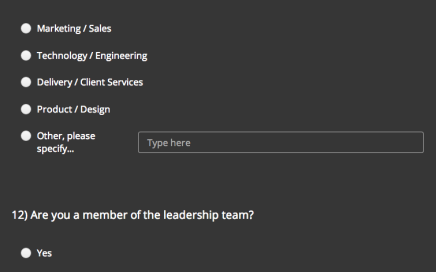 Marketing / Sales
Technology / Engineering
Delivery / Client Services
Product / Design
Other, please
specify...
Type here
12) Are you a member of the leadership team?
Yes